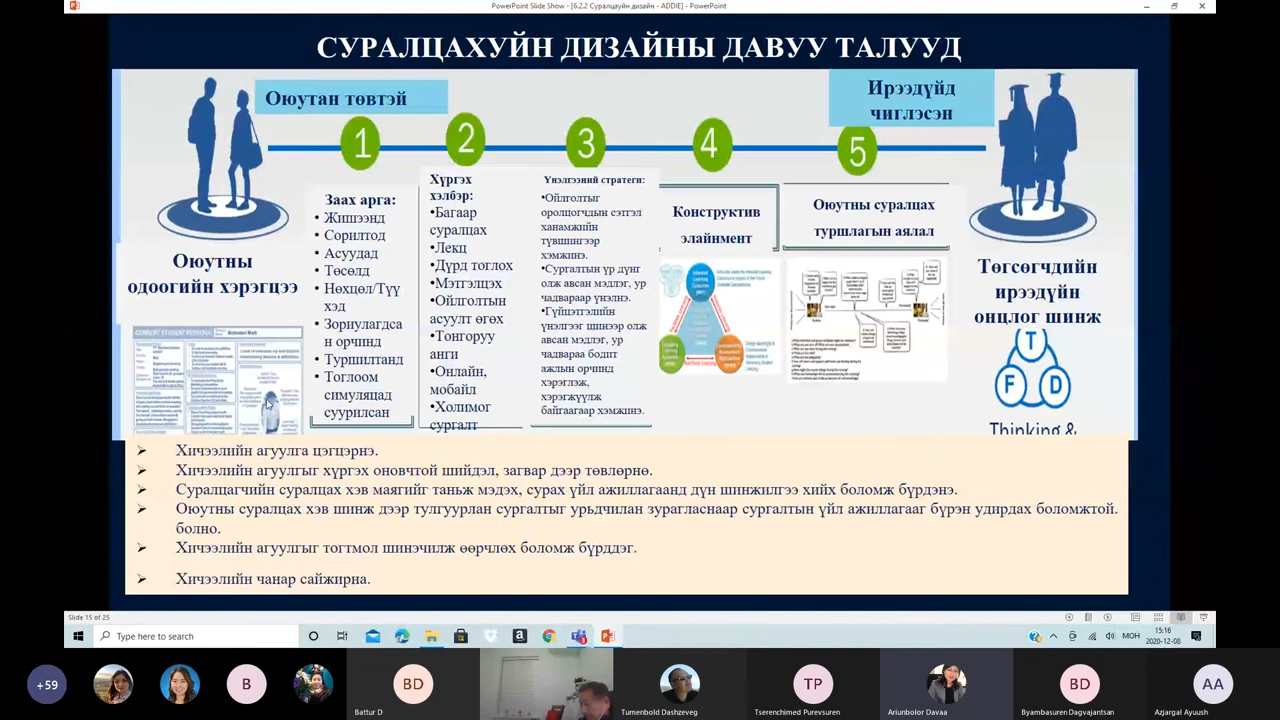 PowerPoint Slide Show - [6.2.2 Суралцауйн дизайн - ADDIE] - PowerPoint
СУРАЛЦАХУЙН ДИЗАЙНЫ ДАВУУ ТАЛУУД
Оюутан төвтэй
Ирээдүйд
чиглэсэн
1
2
3
4
5
Оюутны
одоогийн хэрэгцээ
CURRENT STUDENT PERSONA
Заах арга:
• Жишээнд
• Сорилтод
• Асуудад
• Төсөлд
• Нөхцөл/Түү
хэд
• Зорнулагдса
н орчинд
• Туршилтанд
• Тоглоом
симуляцад
суурилсан
Хүргэх
хэлбэр:
•Багаар
суралцах
•Лекц
•Дүрд тоглох
•Мэтгэлцэх
•Ойлголтын
асуулт өгөх
•Тонгоруу
анги
•Онлайн,
мобайл
•Холимог
сургалт
Үнэлгээний стратеги:
•Ойлголтыг
оролцогчдын сэтгэл
ханамжийн
түвшингээр
хэмжинэ.
•Сургалтын үр дүнг
олж авсан мэдлэг, ур
чадвараар үнэлнэ.
•Гүйцэтгэлийн
үнэлгээг шинээр олж
авсан мэдлэг, ур
чадвараа бодит
ажлын орчинд
хэрэглэж,
хэрэгжүүлж
байгаагаар хэмжинэ.
Конструктив
элайнмент
Оюутны суралцах
туршлагын аялал
Төгсөгчдийн
ирээдүйн
онцлог шинж
T
F D
Thinking &
➢ Хичээлийн агуулга цэгцэрнэ.
➢ Хичээлийн агуулгыг хүргэх оновчтой шийдэл, загвар дээр төвлөрнө.
➢ Суралцагчийн суралцах хэв маягийг таньж мэдэх, сурах үйл ажиллагаанд дүн шинжилгээ хийх боломж бүрдэнэ.
➢ Оюутны суралцах хэв шинж дээр тулгуурлан сургалтыг урьдчилан зурагласнаар сургалтын үйл ажиллагааг бүрэн удирдах боломжтой.
болно.
➢ Хичээлийн агуулгыг тогтмол шинэчилж өөрчлөх боломж бүрддэг.
➢ Хичээлийн чанар сайжирна.
Slide 15 of 25
Type here to search
МОН
15:16
2020-12-08
+59
B
BD
TP
BD
AA
Battur D
Tumenbold Dashzeveg
Tserenchimed Purevsuren
Ariunbolor Davaa
Byambasuren Dagvajantsan
Azjargal Ayuush